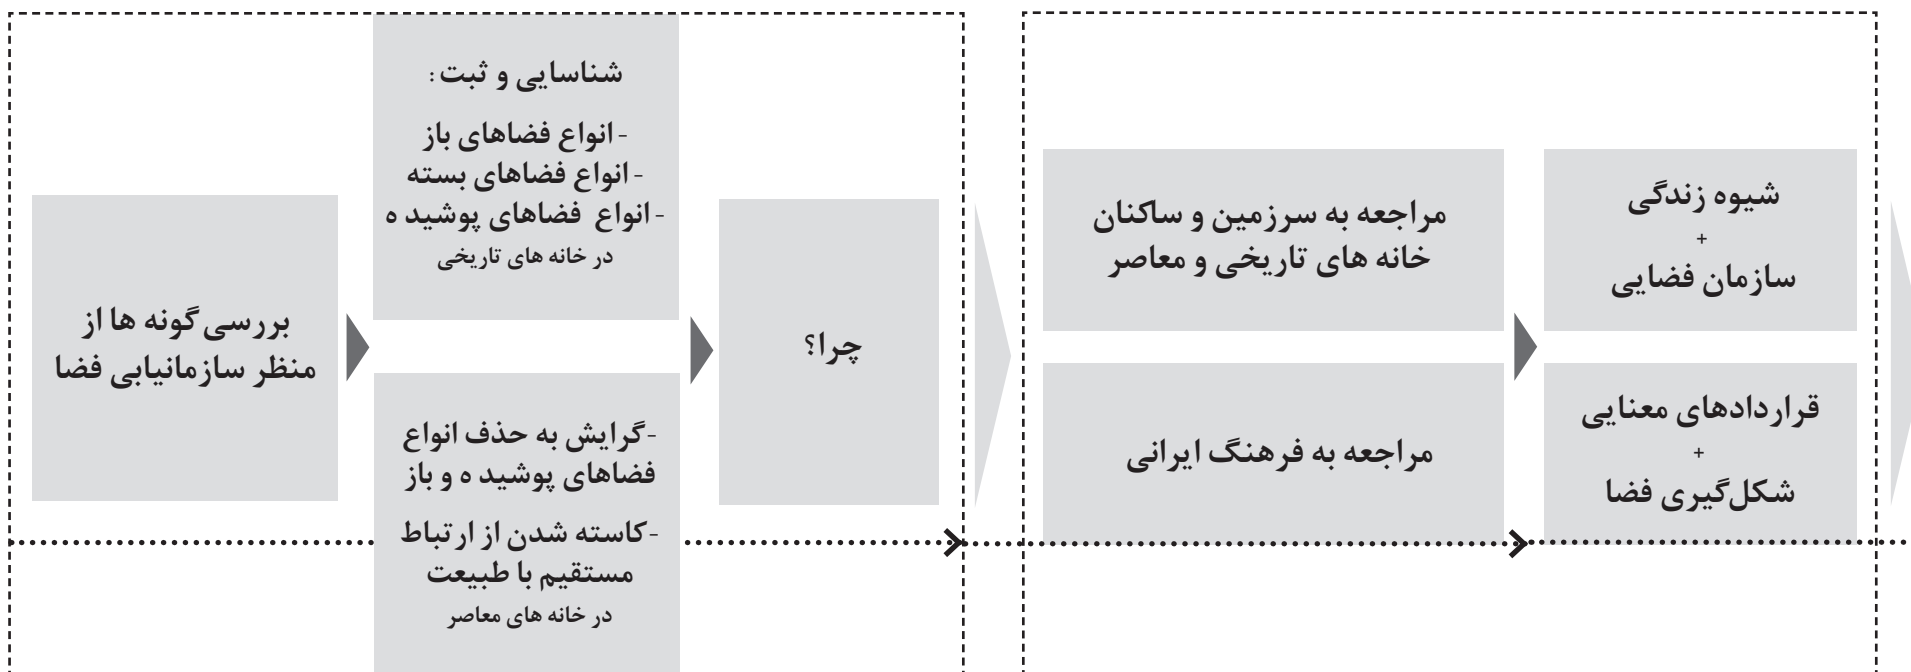 بررسی گونه ها از
منظر سازمانیابی فضا
شناسایی و ثبت :
- انواع فضاهای باز
- انواع فضاهای بسته
- انواع فضاهای پوشید ه
در خانه های تاریخی
- گرایش به حذف انواع
فضاهای پوشید ه و باز
- کاسته شدن از ارتباط
مستقیم با طبیعت
در خانه های معاصر
چرا؟
مراجعه به سرزمین و ساکنان
خانه های تاریخی و معاصر
مراجعه به فرهنگ ایرانی
شیوه زندگی
+
سازمان فضایی
قراردادهای معنایی
+
شکل‌گیری فضا